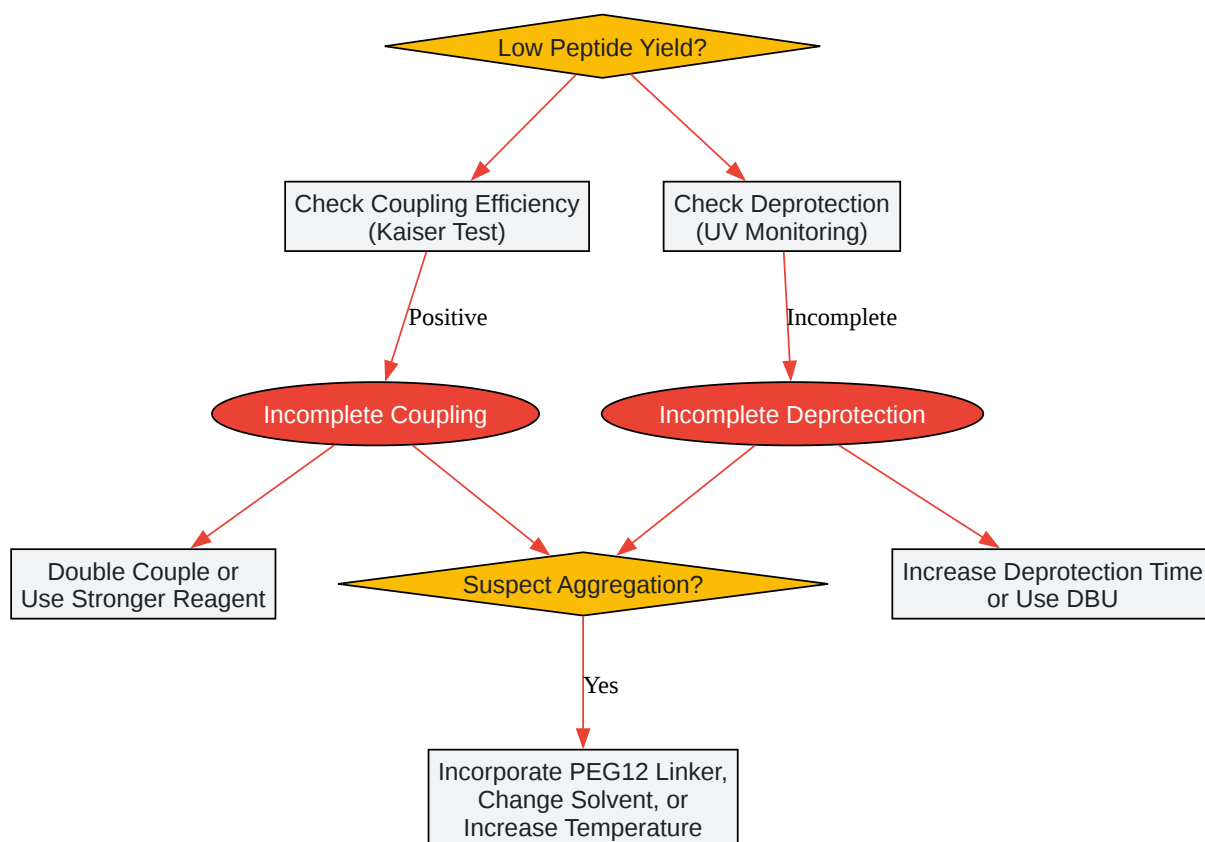 Low Peptide Yield?
Check Coupling Efficiency
(Kaiser Test)
Check Deprotection
(UV Monitoring)
Positive
Incomplete
Incomplete Coupling
Incomplete Deprotection
Double Couple or
Use Stronger Reagent
Suspect Aggregation?
Increase Deprotection Time
or Use DBU
Yes
Incorporate PEG12 Linker,
Change Solvent, or
Increase Temperature